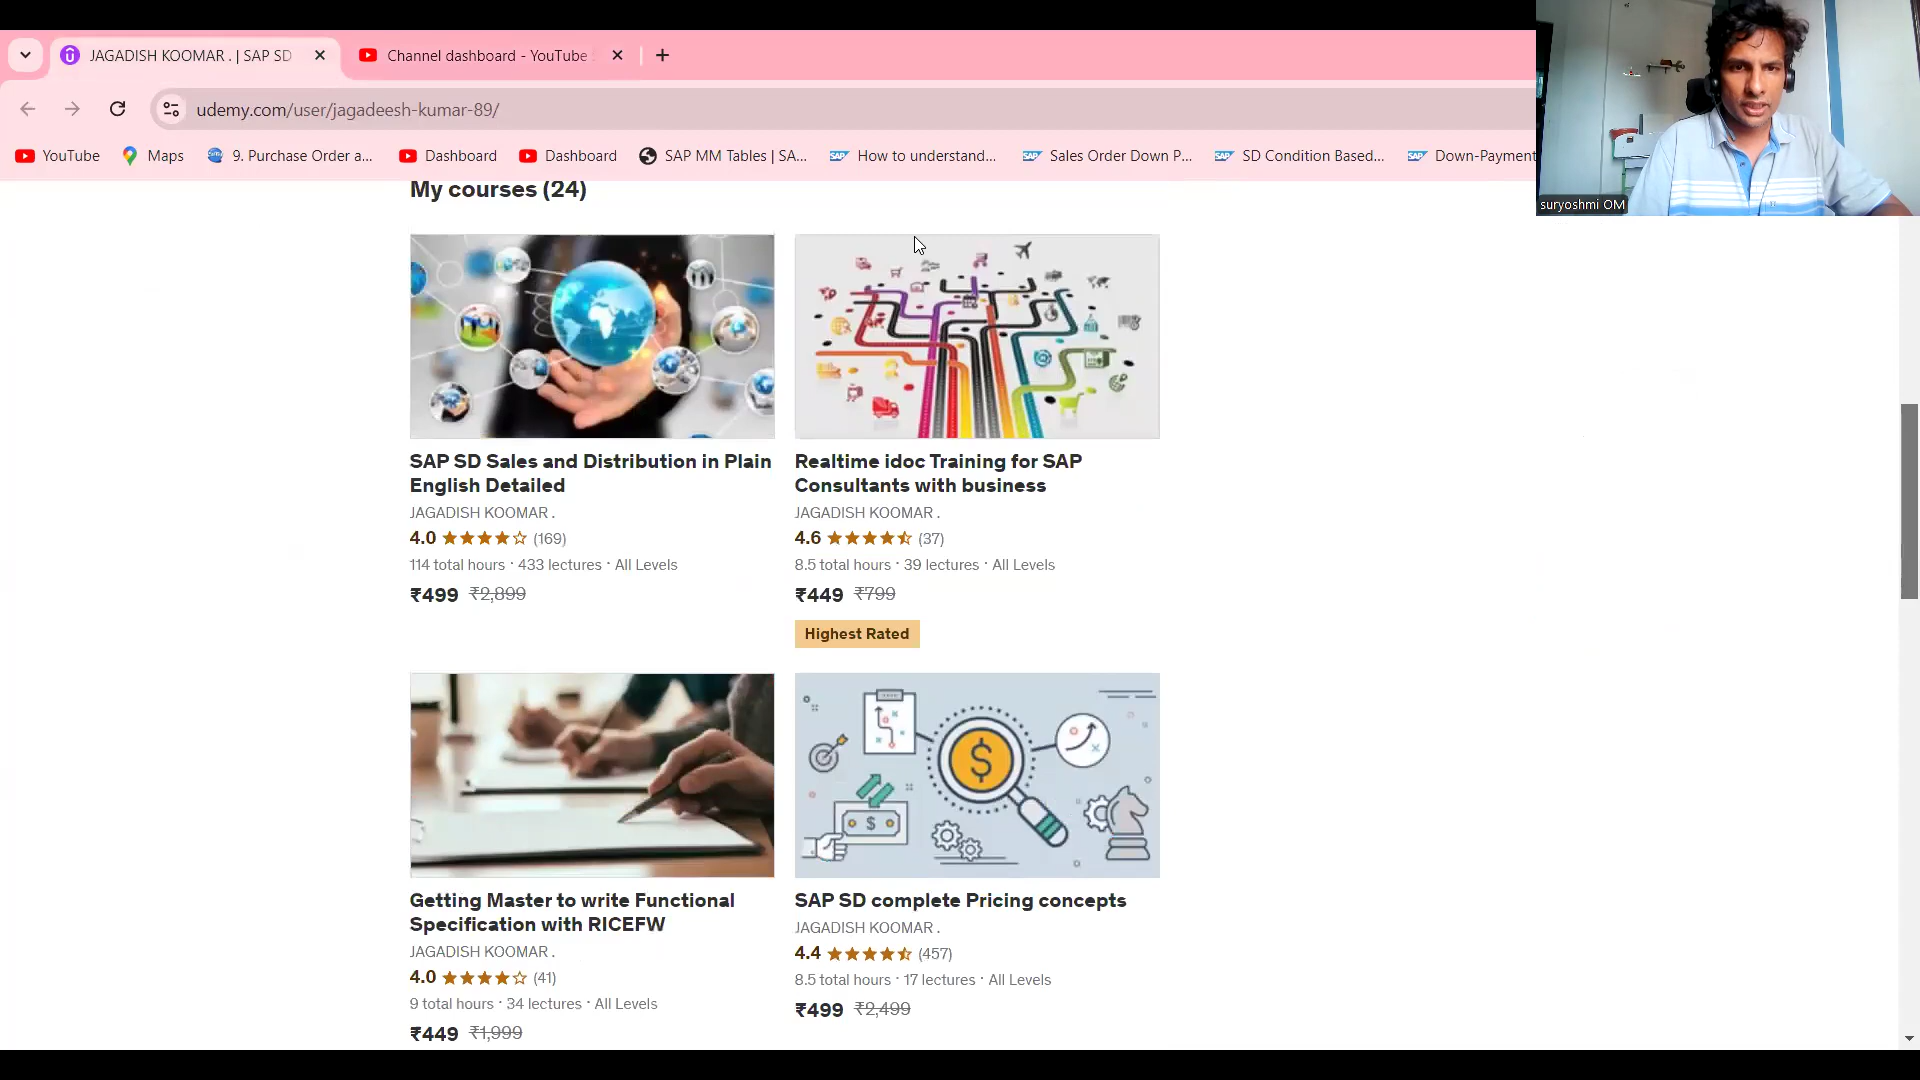 JAGADISH KOOMAR . | SAP SD
Channel dashboard - YouTube
udemy.com/user/jagadeesh-kumar-89/
YouTube
Maps
9. Purchase Order a...
Dashboard
Dashboard
SAP MM Tables | SA...
How to understand...
Sales Order Down P...
SD Condition Based...
Down-Payment
suryoshmi OM
My courses (24)
SAP SD Sales and Distribution in Plain
English Detailed
JAGADISH KOOMAR .
4.0 (169)
114 total hours · 433 lectures · All Levels
₹499 ₹2,899
Realtime idoc Training for SAP
Consultants with business
JAGADISH KOOMAR .
4.6 (37)
8.5 total hours · 39 lectures · All Levels
₹449 ₹799
Highest Rated
Getting Master to write Functional
Specification with RICEFW
JAGADISH KOOMAR .
4.0 (41)
9 total hours · 34 lectures · All Levels
₹449 ₹1,999
SAP SD complete Pricing concepts
JAGADISH KOOMAR .
4.4 (457)
8.5 total hours · 17 lectures · All Levels
₹499 ₹2,499